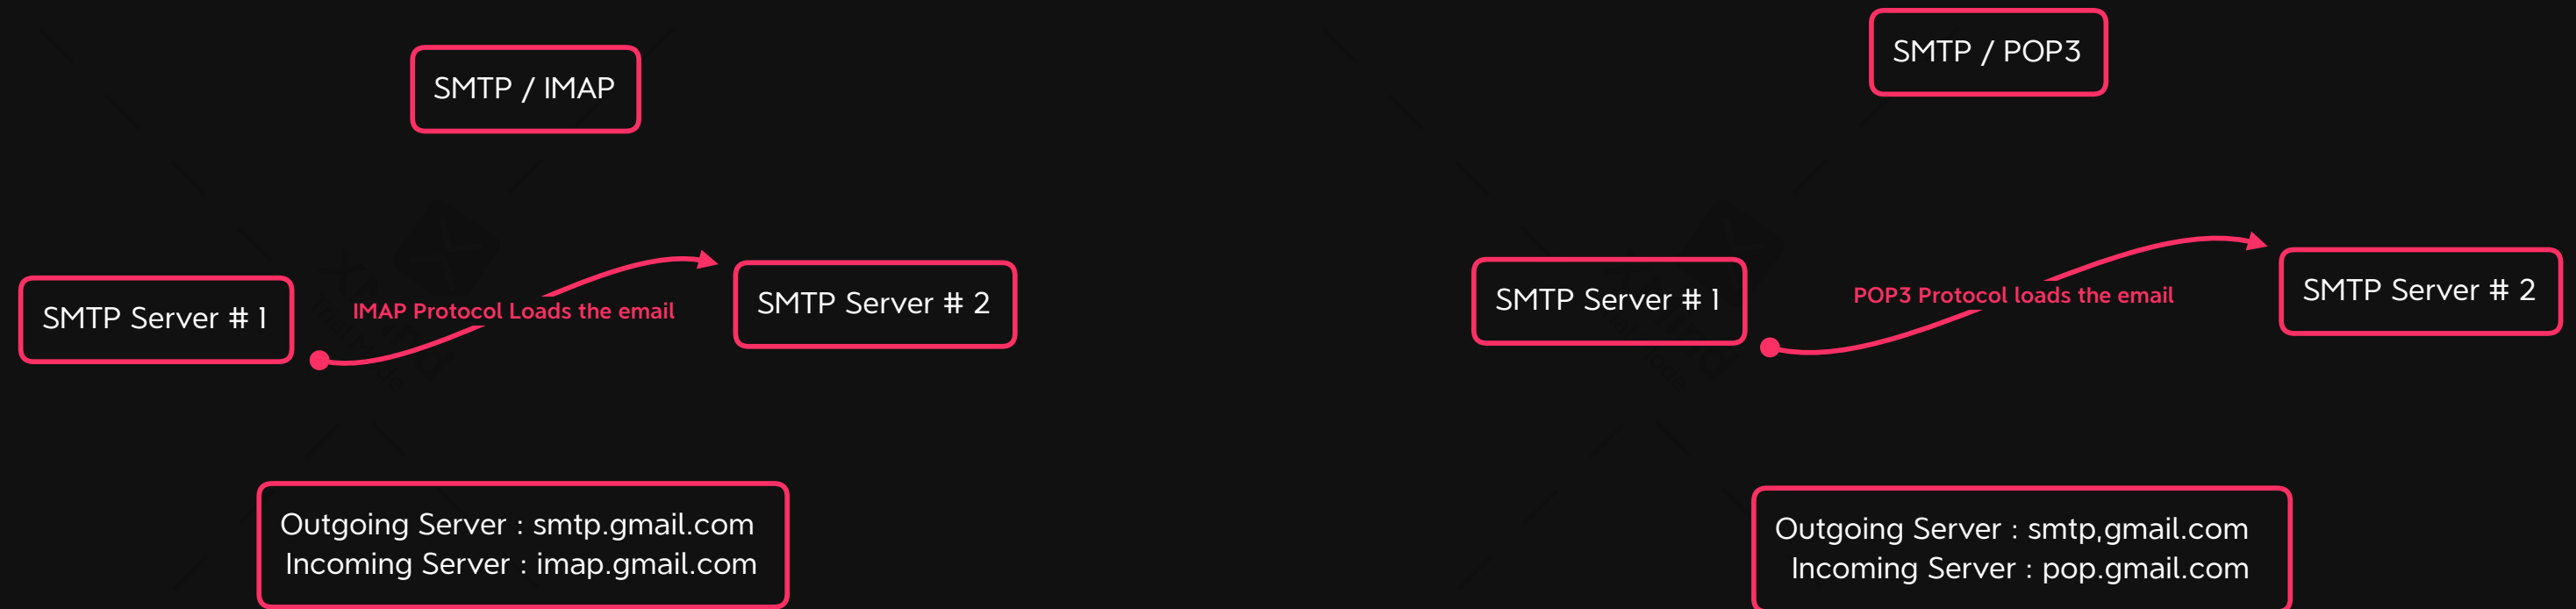 SMTP / IMAP
SMTP Server # 1
IMAP Protocol Loads the email
SMTP Server # 2
Outgoing Server : smtp.gmail.com
Incoming Server : imap.gmail.com
SMTP / POP3
SMTP Server # 1
POP3 Protocol loads the email
SMTP Server # 2
Outgoing Server : smtp,gmail.com
Incoming Server : pop.gmail.com